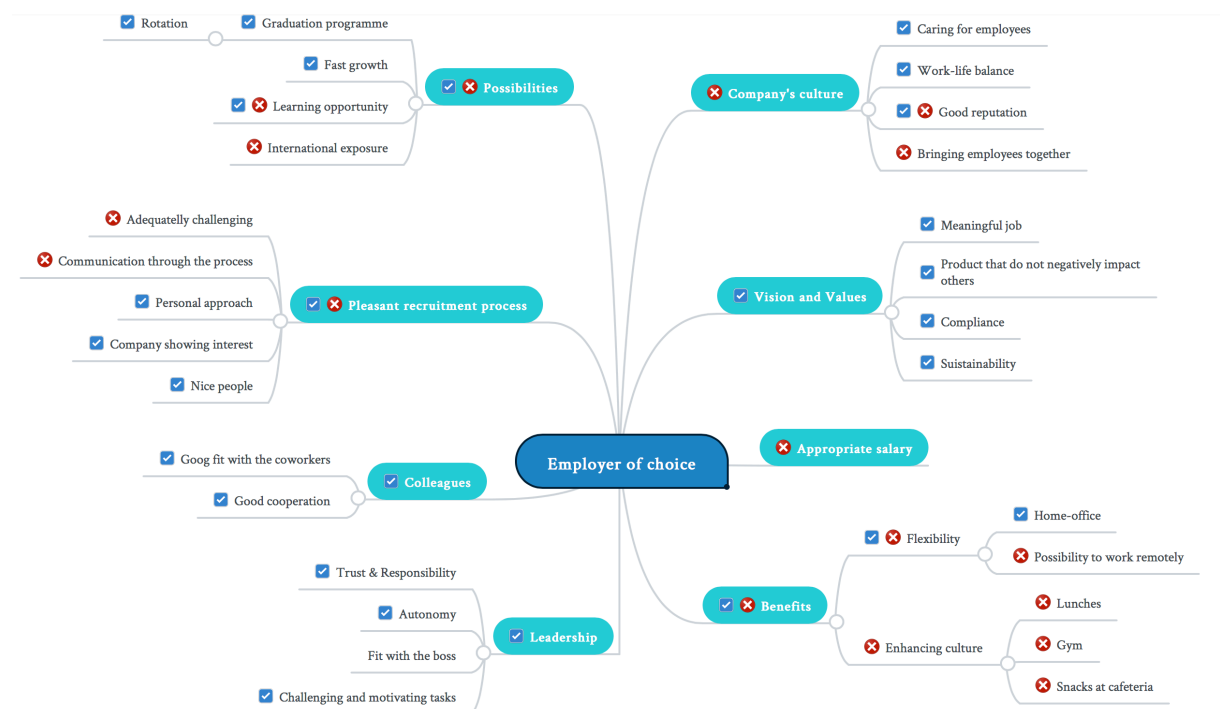 Rotation
Graduation programme
Fast growth
Learning opportunity
International exposure
Possibilities
Adequatelly challenging
Communication through the process
Personal approach
Company showing interest
Nice people
Pleasant recruitment process
Goog fit with the coworkers
Good cooperation
Colleagues
Trust & Responsibility
Autonomy
Fit with the boss
Challenging and motivating tasks
Leadership
Employer of choice
Company's culture
Caring for employees
Work-life balance
Good reputation
Bringing employees together
Vision and Values
Meaningful job
Product that do not negatively impact
others
Compliance
Suistainability
Appropriate salary
Benefits
Flexibility
Home-office
Possibility to work remotely
Enhancing culture
Lunches
Gym
Snacks at cafeteria